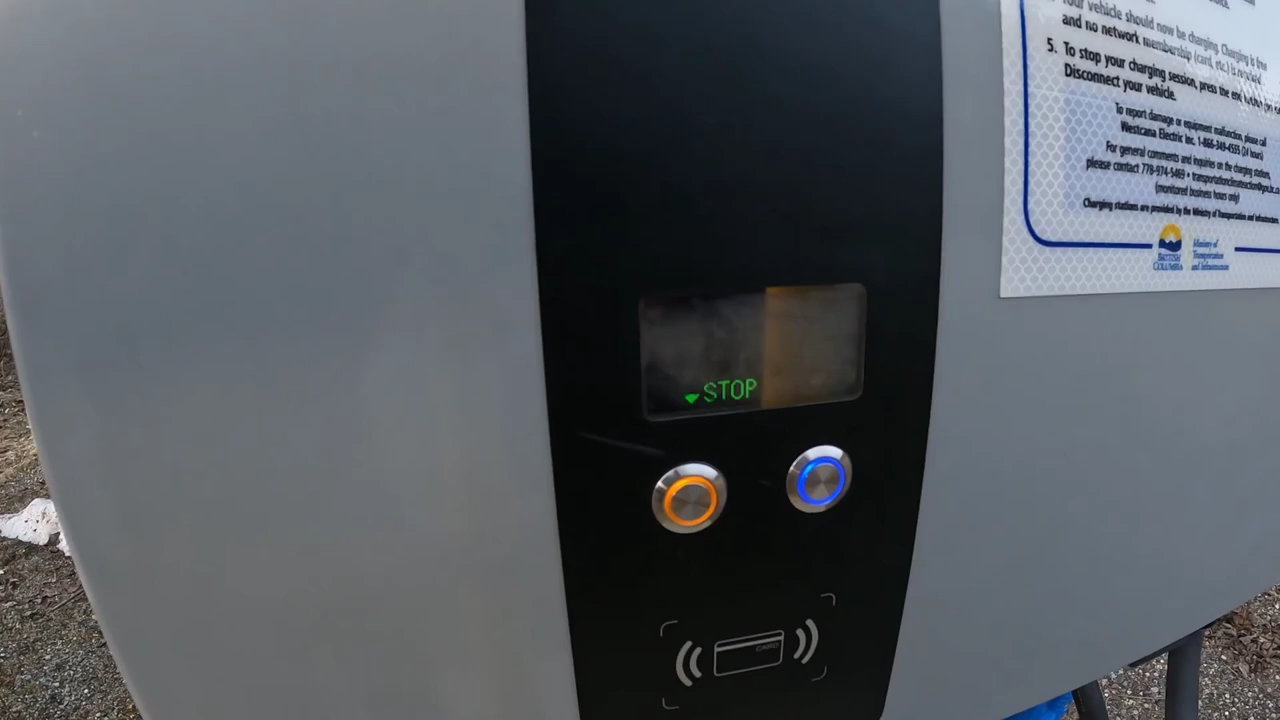 Your vehicle should now be charging. Charging is free
and no network membership (card, etc.) is required.
5. To stop your charging session, press the
Disconnect your vehicle.
To report damage or equipment malfunction, please call
Westcana Electric Inc. 1-866-349-4555 (24 hours)
For general comments and inquiries on the charging station,
please contact 778-974-5469 •
(monitored business hours only)
Charging stations are provided by the Ministry of Transportation and Infrastructure
BRITISH
COLUMBIA
Ministry of
Transportation
and Infrastructure
STOP
CARD